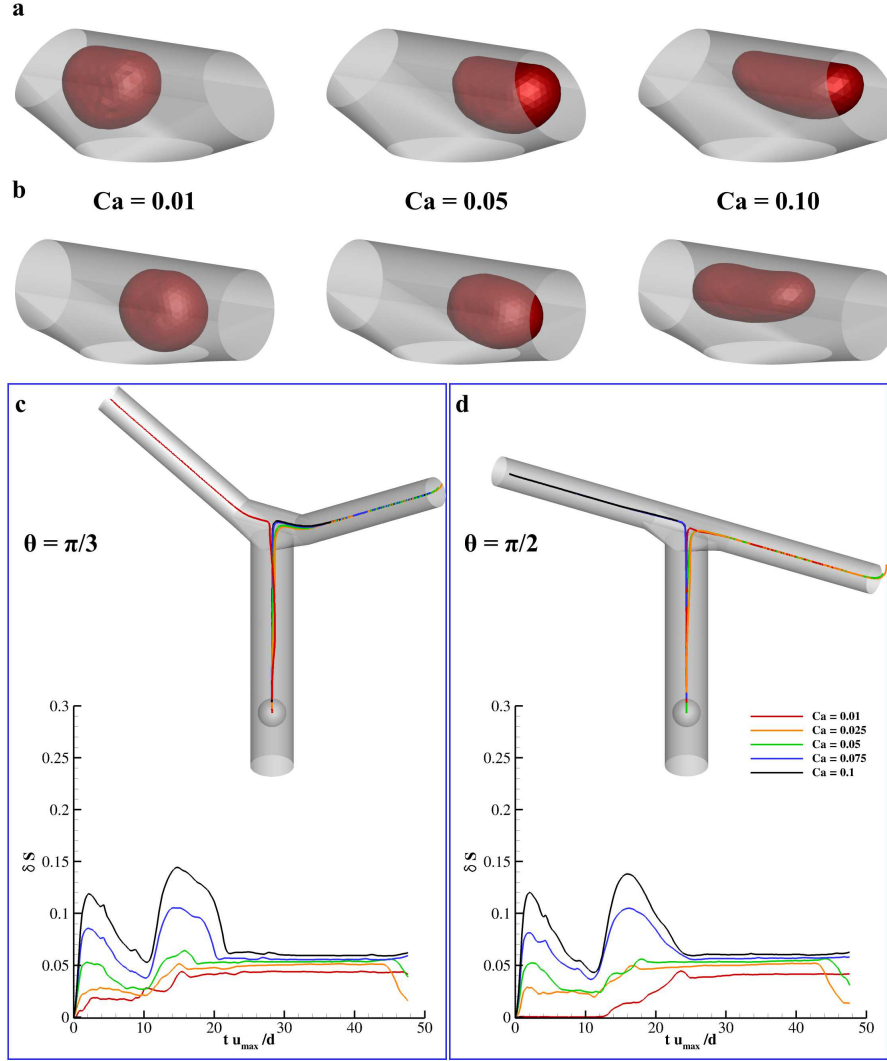 a
b
Ca = 0.01
Ca = 0.05
Ca = 0.10
c
θ = π/3
0.3
0.25
0.2
0.15
0.1
0.05
0
δ S
0
10
20
30
40
50
t u_max /d
d
θ = π/2
Ca = 0.01
Ca = 0.025
Ca = 0.05
Ca = 0.075
Ca = 0.1
0.3
0.25
0.2
0.15
0.1
0.05
0
δ S
0
10
20
30
40
50
t u_max /d